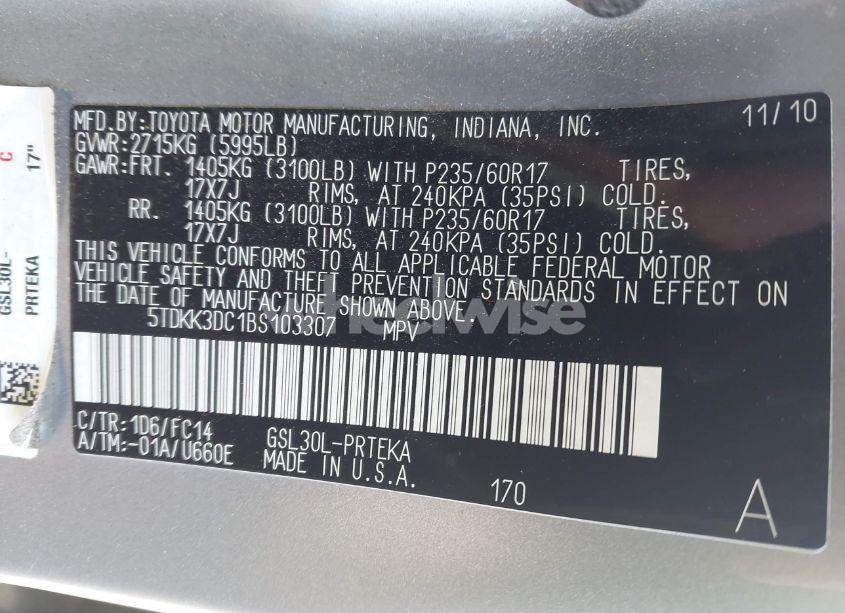 MFD.BY:TOYOTA MOTOR MANUFACTURING, INDIANA, INC. 11/10
GVWR:2715KG (5995LB)
GAWR:FRT. 1405KG (3100LB) WITH P235/60R17 TIRES,
17X7J RIMS, AT 240KPA (35PSI) COLD.
RR. 1405KG (3100LB) WITH P235/60R17 TIRES,
17X7J RIMS, AT 240KPA (35PSI) COLD.
THIS VEHICLE CONFORMS TO ALL APPLICABLE FEDERAL MOTOR
VEHICLE SAFETY AND THEFT PREVENTION STANDARDS IN EFFECT ON
THE DATE OF MANUFACTURE SHOWN ABOVE.
5TDKK3DC1BS103307 MPV
C/TR:1D6/FC14 GSL30L-PRTEKA
A/TM:-01A/U660E MADE IN U.S.A.
170
A
C
17"
GSL30L-
PRTEKA